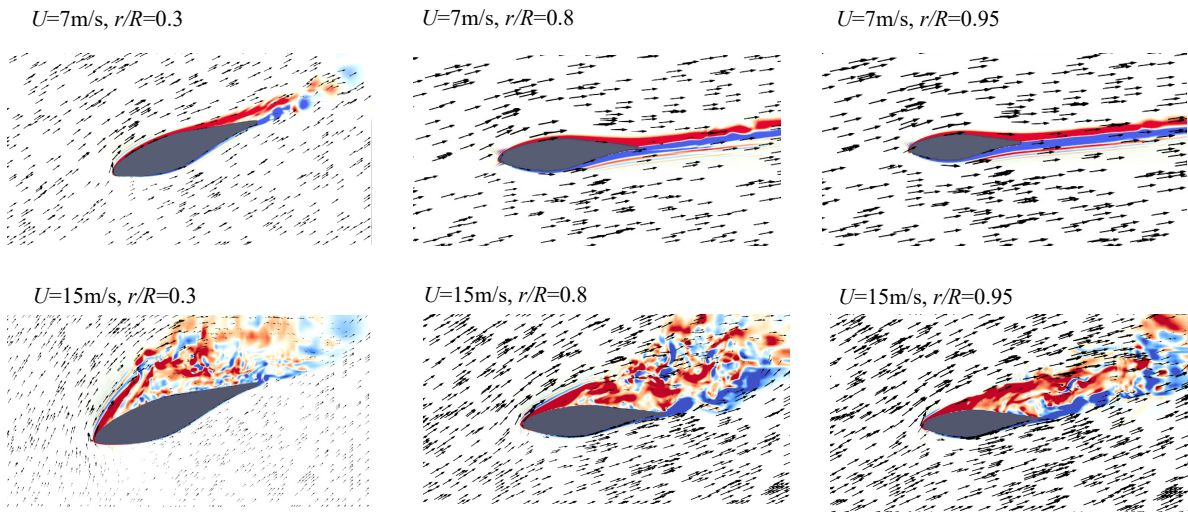 U=7m/s, r/R=0.3
U=7m/s, r/R=0.8
U=7m/s, r/R=0.95
U=15m/s, r/R=0.3
U=15m/s, r/R=0.8
U=15m/s, r/R=0.95